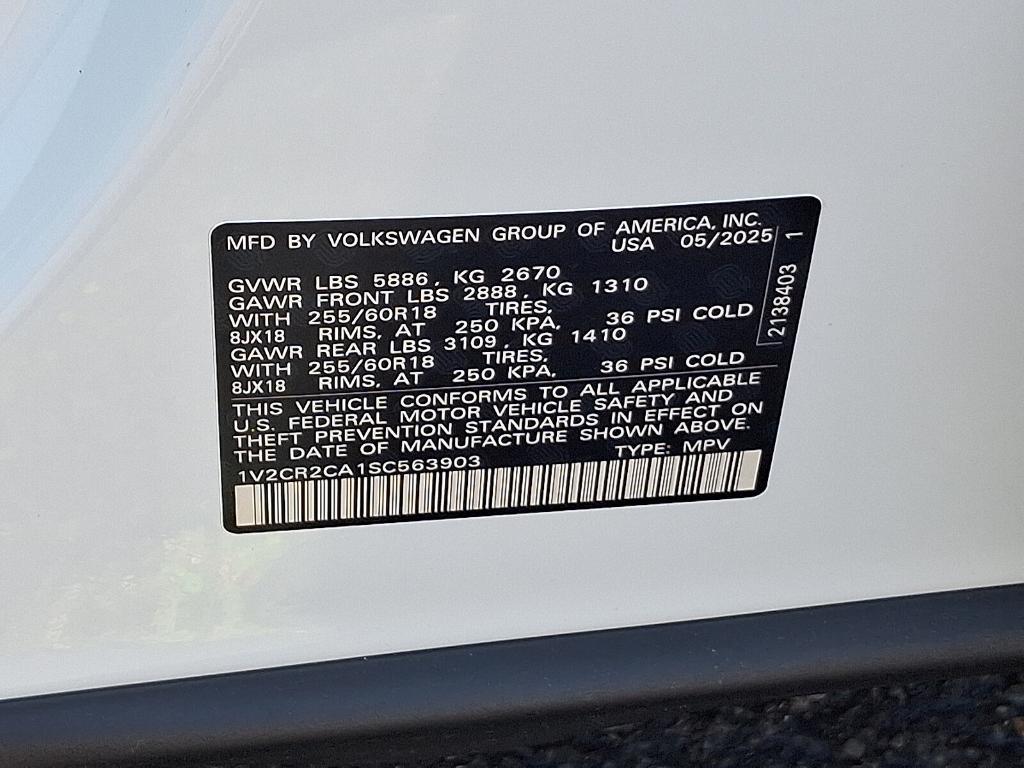 MFD BY VOLKSWAGEN GROUP OF AMERICA, INC.
USA 05/2025
GVWR LBS 5886, KG 2670
GAWR FRONT LBS 2888, KG 1310
WITH 255/60R18 TIRES,
8JX18 RIMS, AT 250 KPA, 36 PSI COLD
GAWR REAR LBS 3109, KG 1410
WITH 255/60R18 TIRES,
8JX18 RIMS, AT 250 KPA, 36 PSI COLD
THIS VEHICLE CONFORMS TO ALL APPLICABLE
U.S. FEDERAL MOTOR VEHICLE SAFETY AND
THEFT PREVENTION STANDARDS IN EFFECT ON
THE DATE OF MANUFACTURE SHOWN ABOVE.
1V2CR2CA1SC563903 TYPE: MPV
2138403 1